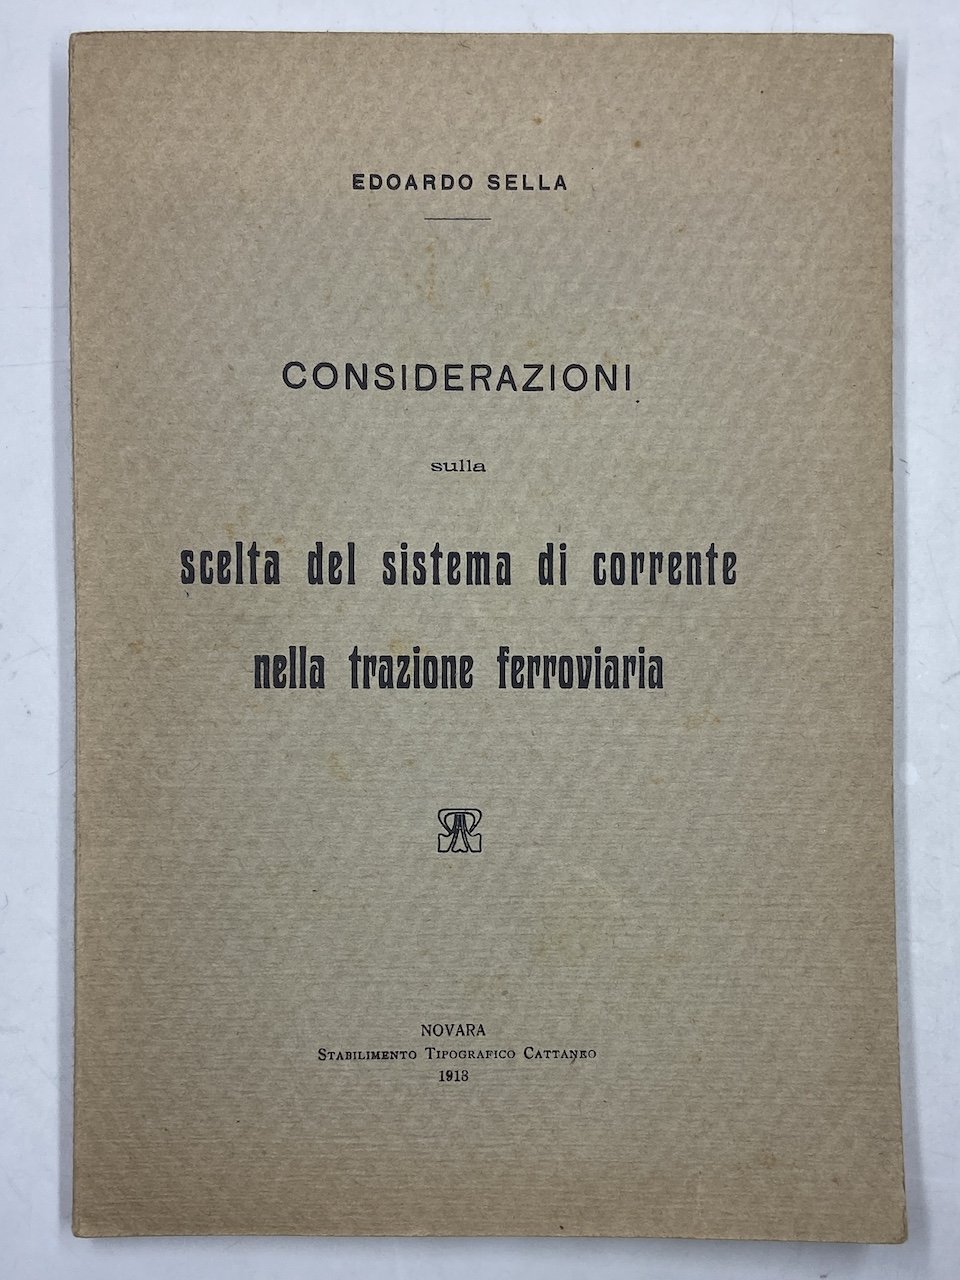 EDOARDO SELLA
CONSIDERAZIONI
sulla
scelta del sistema di corrente
nella trazione ferroviaria
NOVARA
STABILIMENTO TIPOGRAFICO CATTANEO
1913